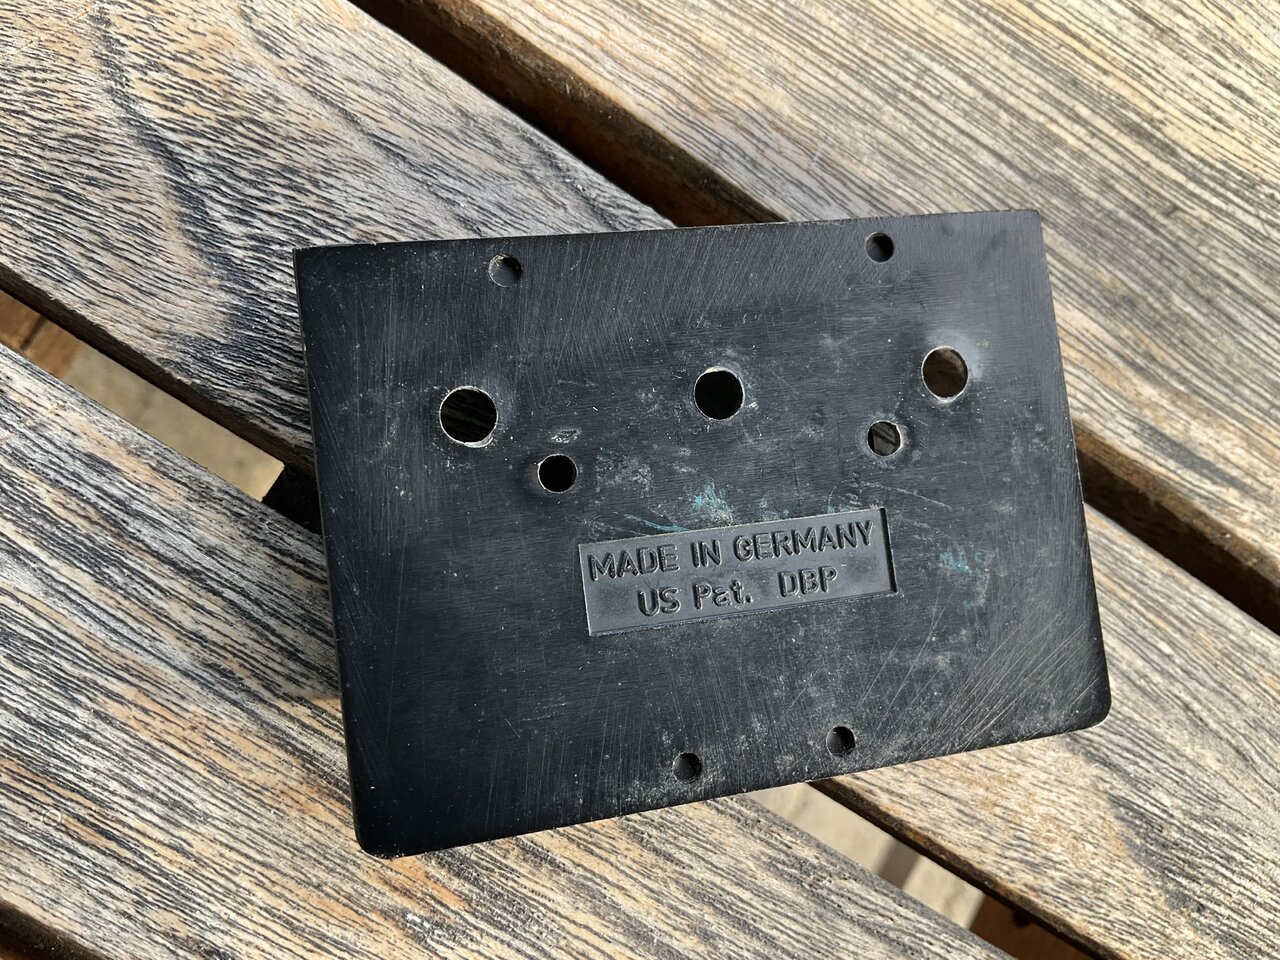 MADE IN GERMANY
US Pat. DBP